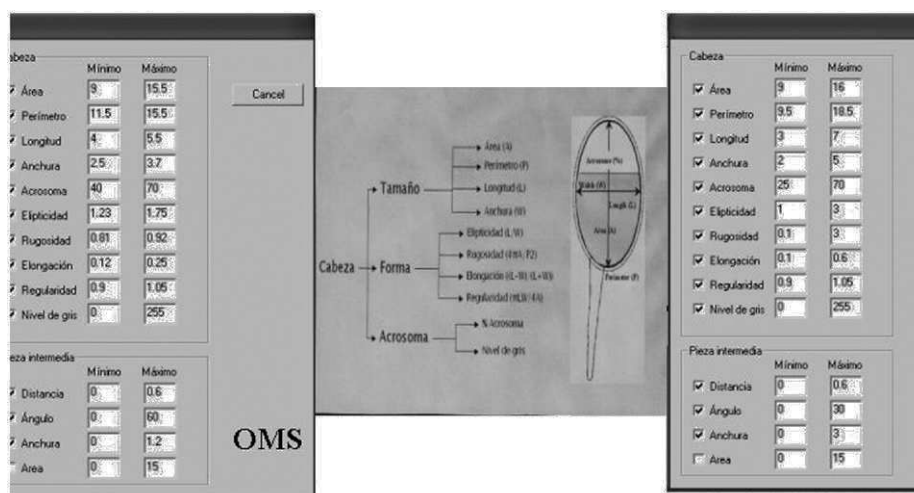 abeza
Mínimo Máximo
Área 9 15.5
Perímetro 11.5 15.5
Longitud 4 5.5
Anchura 2.5 3.7
Acrosoma 40 70
Elipticidad 1.23 1.75
Rugosidad 0.81 0.92
Elongación 0.12 0.25
Regularidad 0.9 1.05
Nivel de gris 0 255
Cancel
ieza intermedia
Mínimo Máximo
Distancia 0 0.6
Ángulo 0 60
Anchura 0 1.2
Area 0 15
OMS
Cabeza
Tamaño
Área (A)
Perímetro (P)
Longitud (L)
Anchura (W)
Forma
Elipticidad (L/W)
Rugosidad
Elongación (L-W) (L+W)
Regularidad
Acrosoma
% Acrosoma
Nivel de gris
Acrosome (%)
Width (W)
Length (L)
Area (A)
Perimeter (P)
Cabeza
Mínimo Máximo
Área 9 16
Perímetro 9.5 18.5
Longitud 3 7
Anchura 2 5
Acrosoma 25 70
Elipticidad 1 3
Rugosidad 0.1 3
Elongación 0.1 0.6
Regularidad 0.9 1.05
Nivel de gris 0 255
Pieza intermedia
Mínimo Máximo
Distancia 0 0.6
Ángulo 0 30
Anchura 0 3
Area 0 15